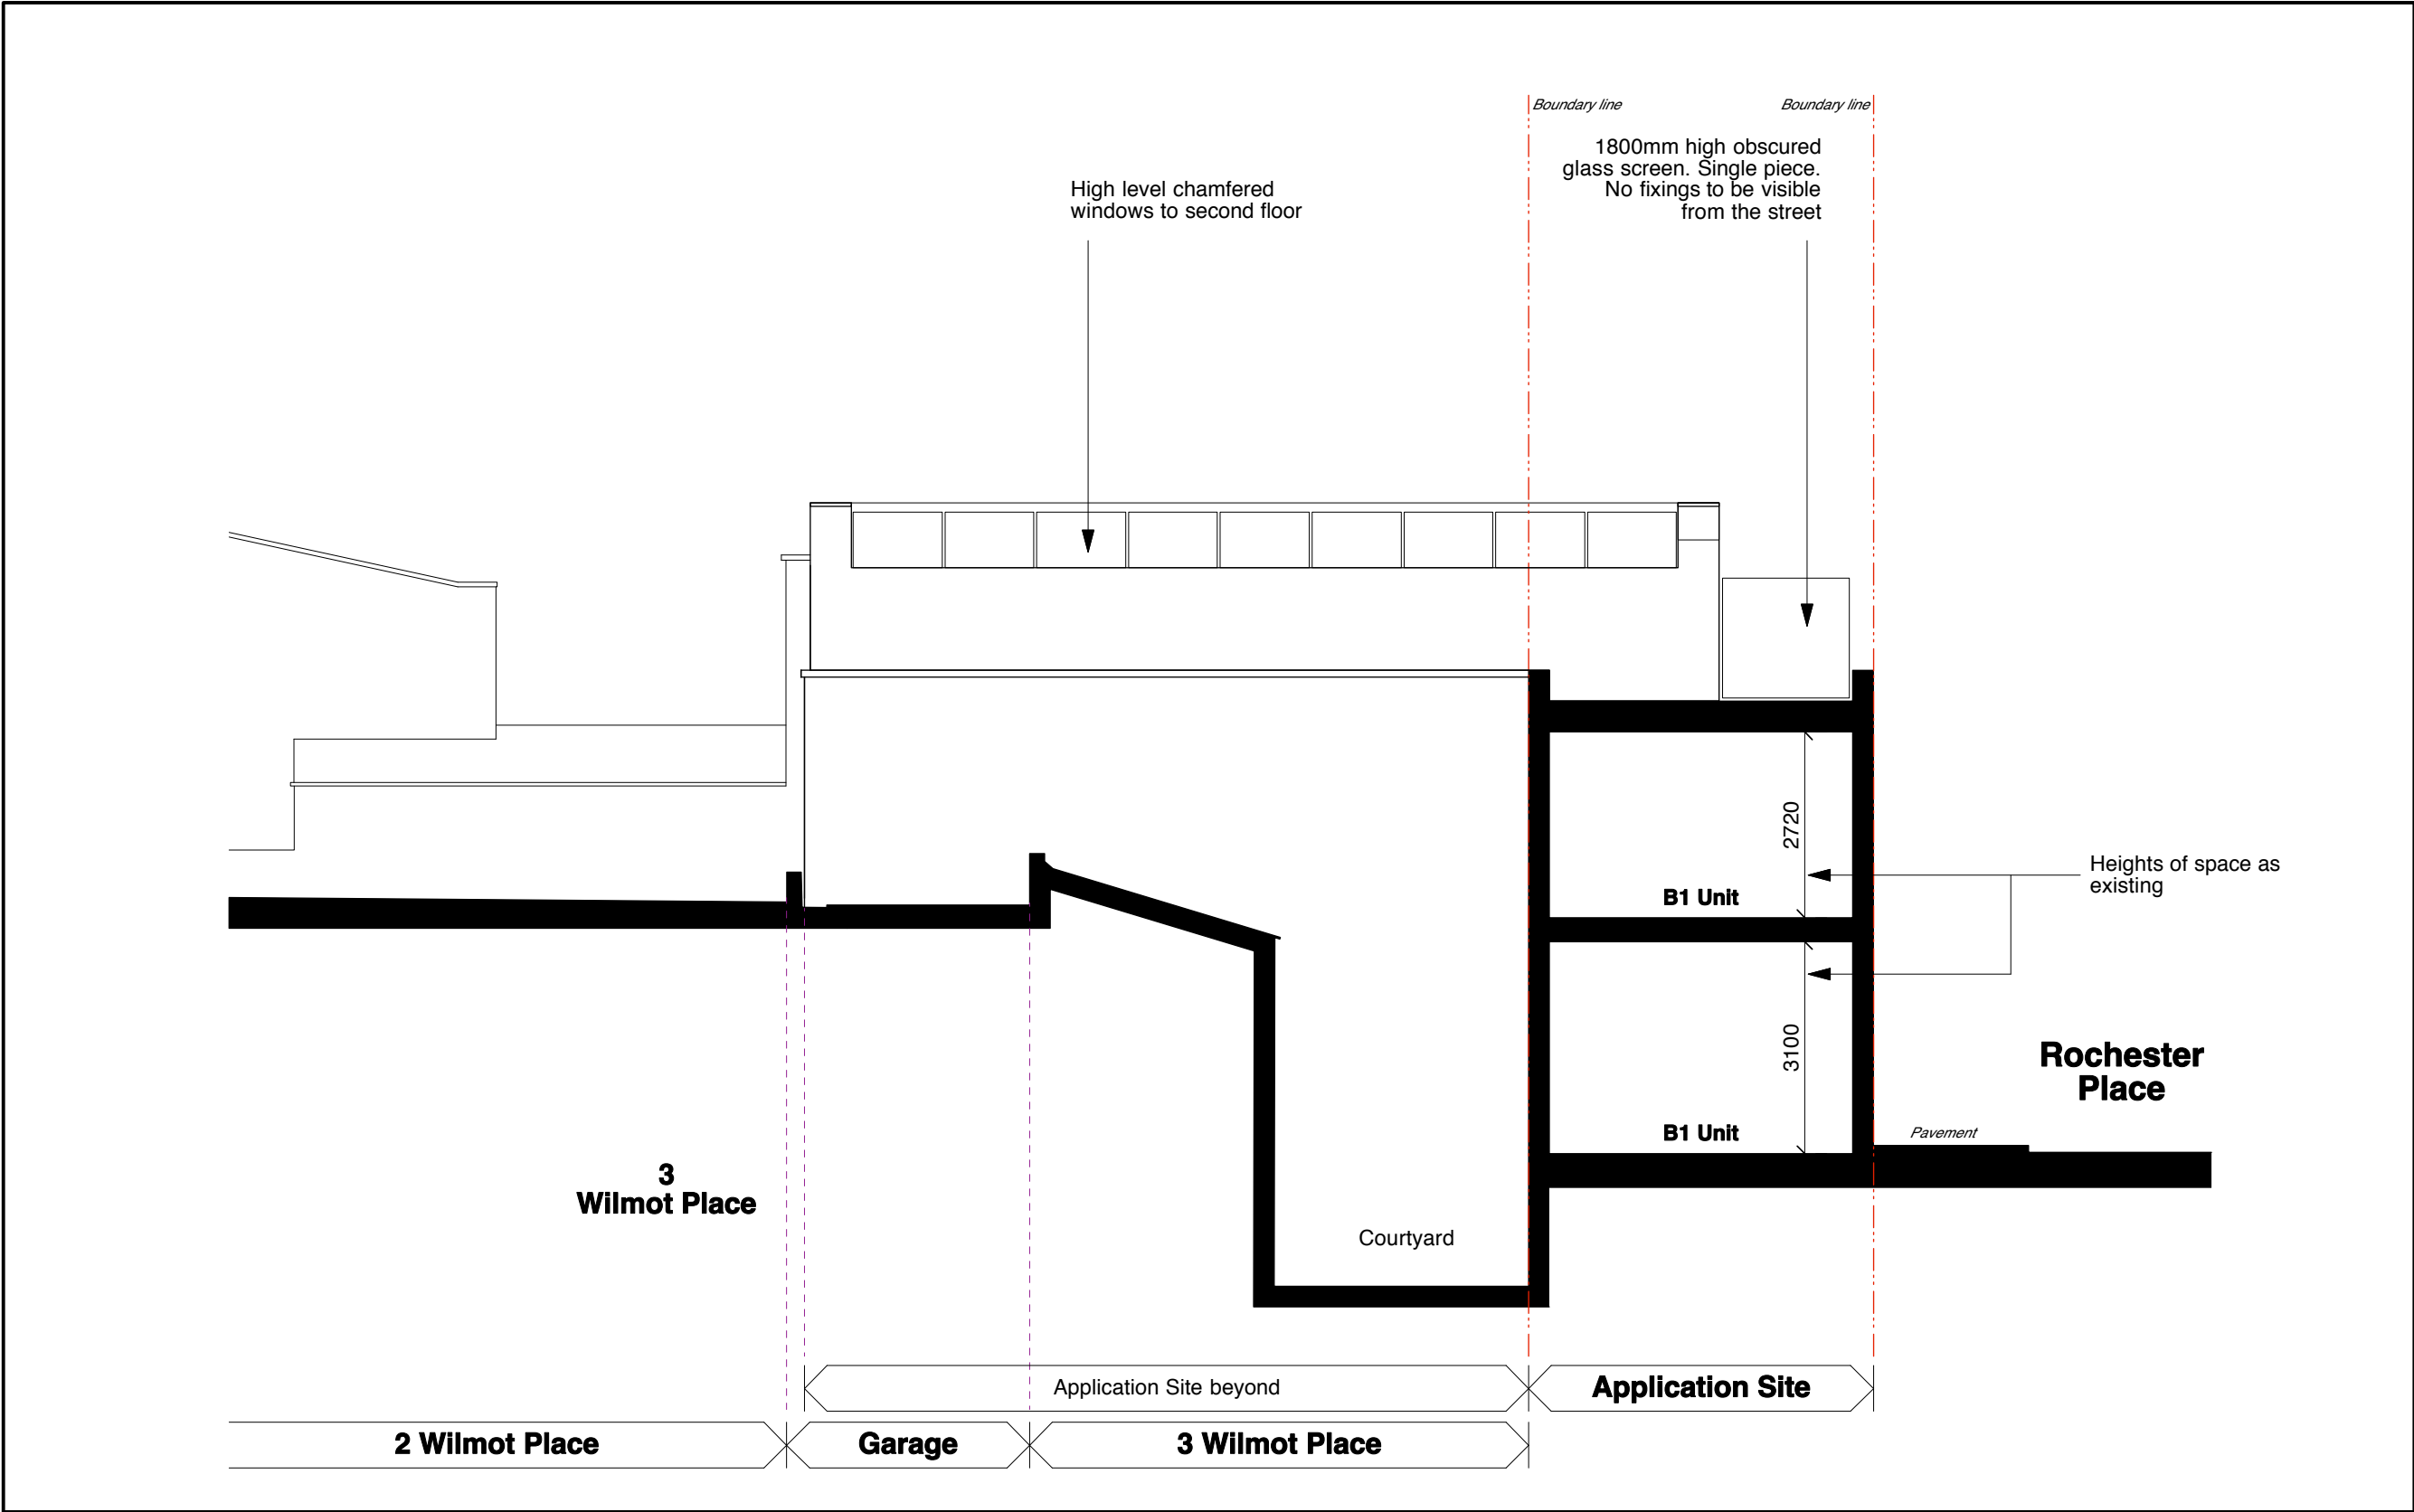 Boundary line
Boundary line
1800mm high obscured
glass screen. Single piece.
No fixings to be visible
from the street
High level chamfered
windows to second floor
2720
Heights of space as
existing
B1 Unit
3100
Rochester
Place
B1 Unit
Pavement
3
Wilmot Place
Courtyard
Application Site beyond
Application Site
2 Wilmot Place
Garage
3 Wilmot Place